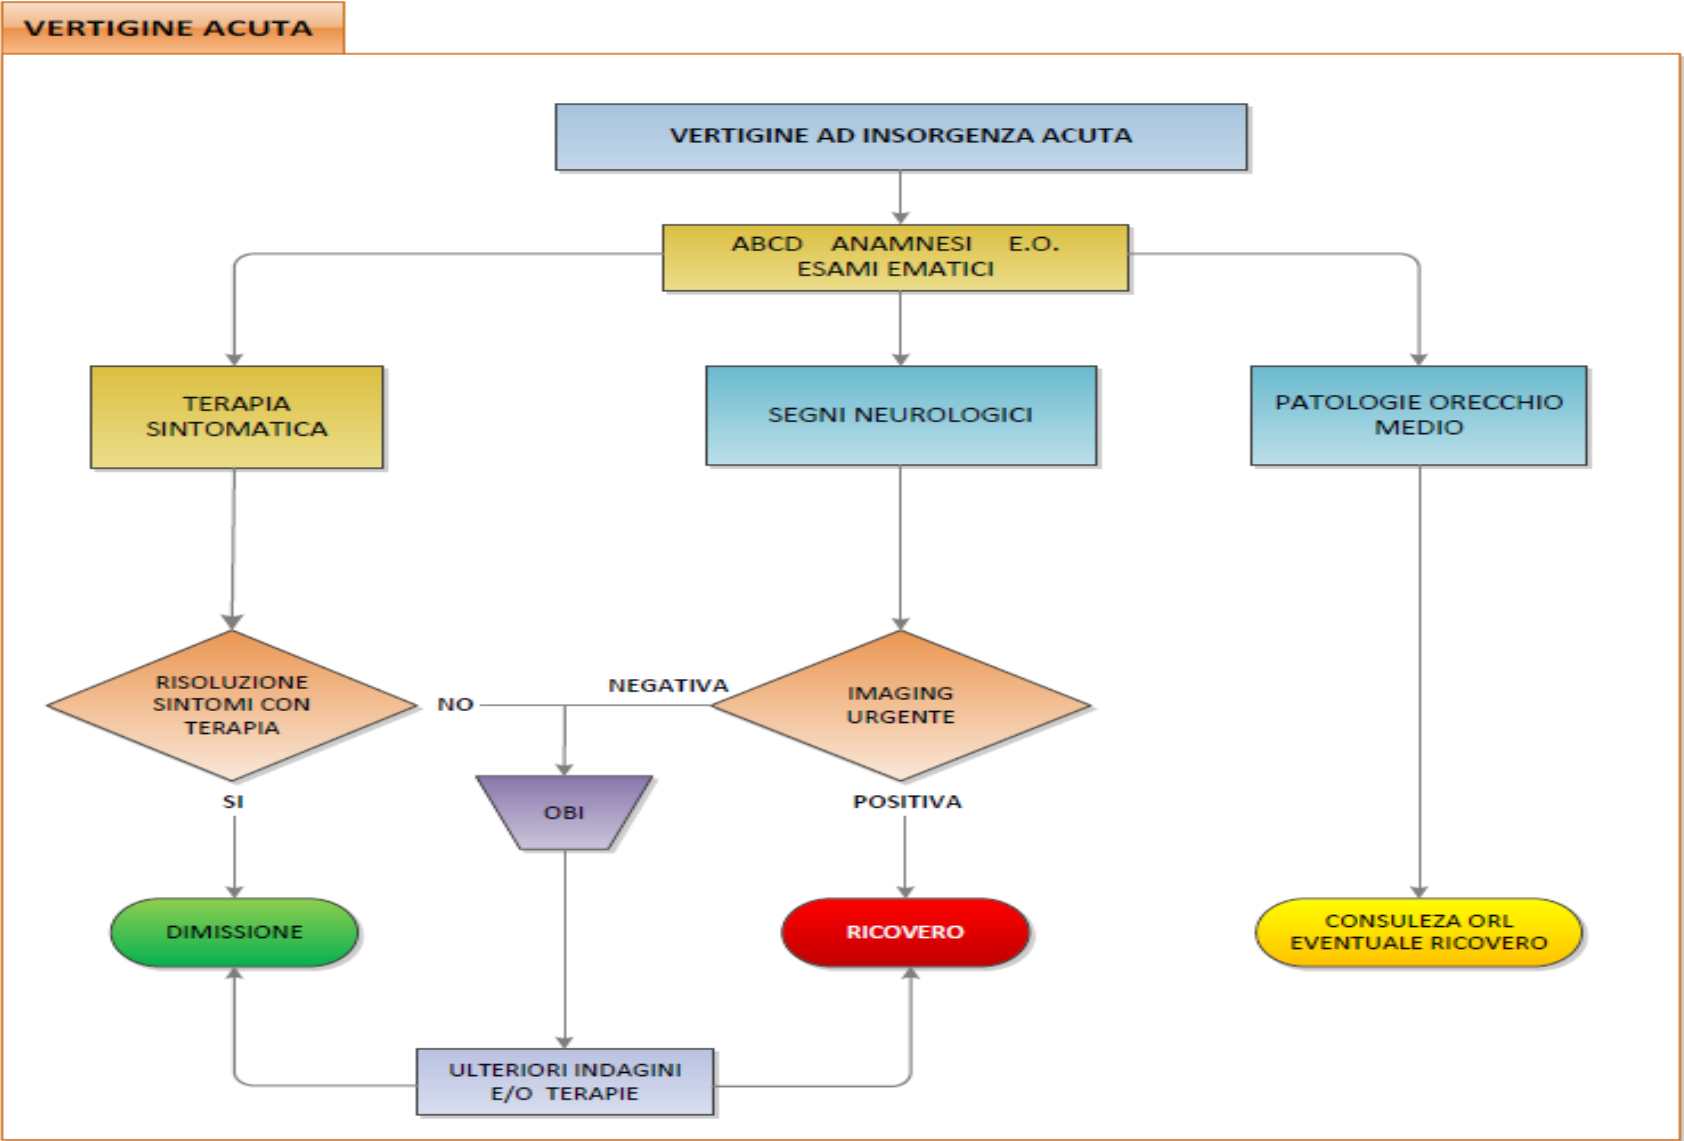 VERTIGINE ACUTA
VERTIGINE AD INSORGENZA ACUTA
ABCD ANAMNESI E.O.
ESAMI EMATICI
TERAPIA
SINTOMATICA
SEGNI NEUROLOGICI
PATOLOGIE ORECCHIO
MEDIO
RISOLUZIONE
SINTOMI CON
TERAPIA
NO
NEGATIVA
IMAGING
URGENTE
SI
OBI
POSITIVA
DIMISSIONE
RICOVERO
CONSULEZA ORL
EVENTUALE RICOVERO
ULTERIORI INDAGINI
E/O TERAPIE